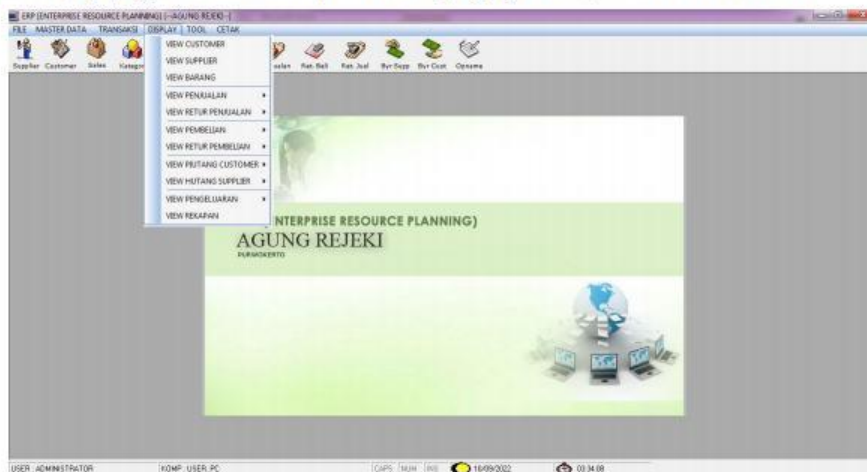 ERP (ENTERPRISE RESOURCE PLANNING) [--AGUNG REJEKI--]
FILE MASTER DATA TRANSAKSI DISPLAY TOOL CETAK
Supplier Customer Sales Ret. Beli Ret. Jual Byr Supp Byr Cust Opname
VIEW CUSTOMER
VIEW SUPPLIER
VIEW BARANG
VIEW PENJUALAN
VIEW RETUR PENJUALAN
VIEW PEMBELIAN
VIEW RETUR PEMBELIAN
VIEW PIUTANG CUSTOMER
VIEW HUTANG SUPPLIER
VIEW PENGELUARAN
VIEW REKAPAN
NTERPRISE RESOURCE PLANNING)
AGUNG REJEKI
PURWOKERTO
USER : ADMINISTRATOR KOMP : USER-PC CAPS NUM INS 18/09/2022 03:34:08